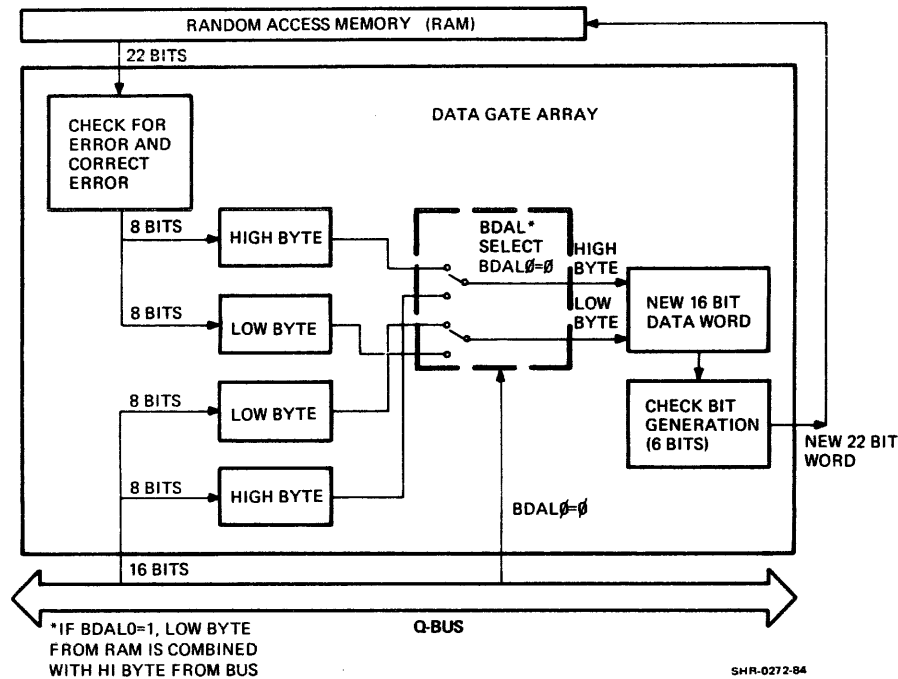 RANDOM ACCESS MEMORY (RAM)
22 BITS
DATA GATE ARRAY
CHECK FOR
ERROR AND
CORRECT
ERROR
8 BITS
HIGH BYTE
BDAL*
SELECT
BDALØ=Ø
HIGH
BYTE
8 BITS
LOW BYTE
LOW
BYTE
NEW 16 BIT
DATA WORD
8 BITS
LOW BYTE
CHECK BIT
GENERATION
(6 BITS)
NEW 22 BIT
WORD
8 BITS
HIGH BYTE
BDALØ=Ø
16 BITS
Q-BUS
*IF BDAL0=1, LOW BYTE
FROM RAM IS COMBINED
WITH HI BYTE FROM BUS
SHR-0272-84